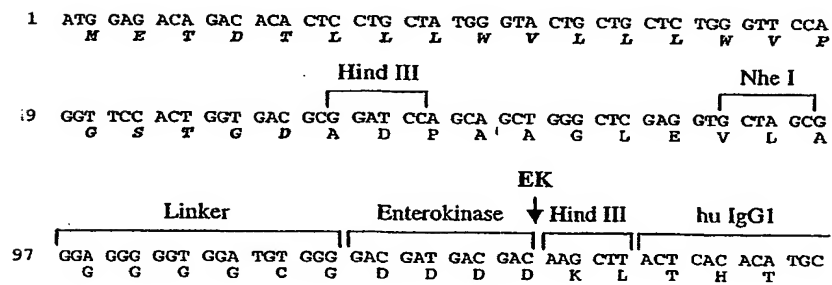 1 ATG GAG ACA GAC ACA CTC CTG CTA TGG GTA CTG CTG CTC TGG GTT CCA
M E T D T L L L W V L L L W V P
Hind III Nhe I
49 GGT TCC ACT GGT GAC GCG GAT CCA GCA GCT GGG CTC GAG GTG CTA GCG
G S T G D A D P A A G L E V L A
EK
Linker Enterokinase Hind III hu IgG1
97 GGA GGG GGT GGA TGT GGG GAC GAT GACG GAC AAG CTT ACT CAC ACA TGC
G G G G C G D D D D K L T H T